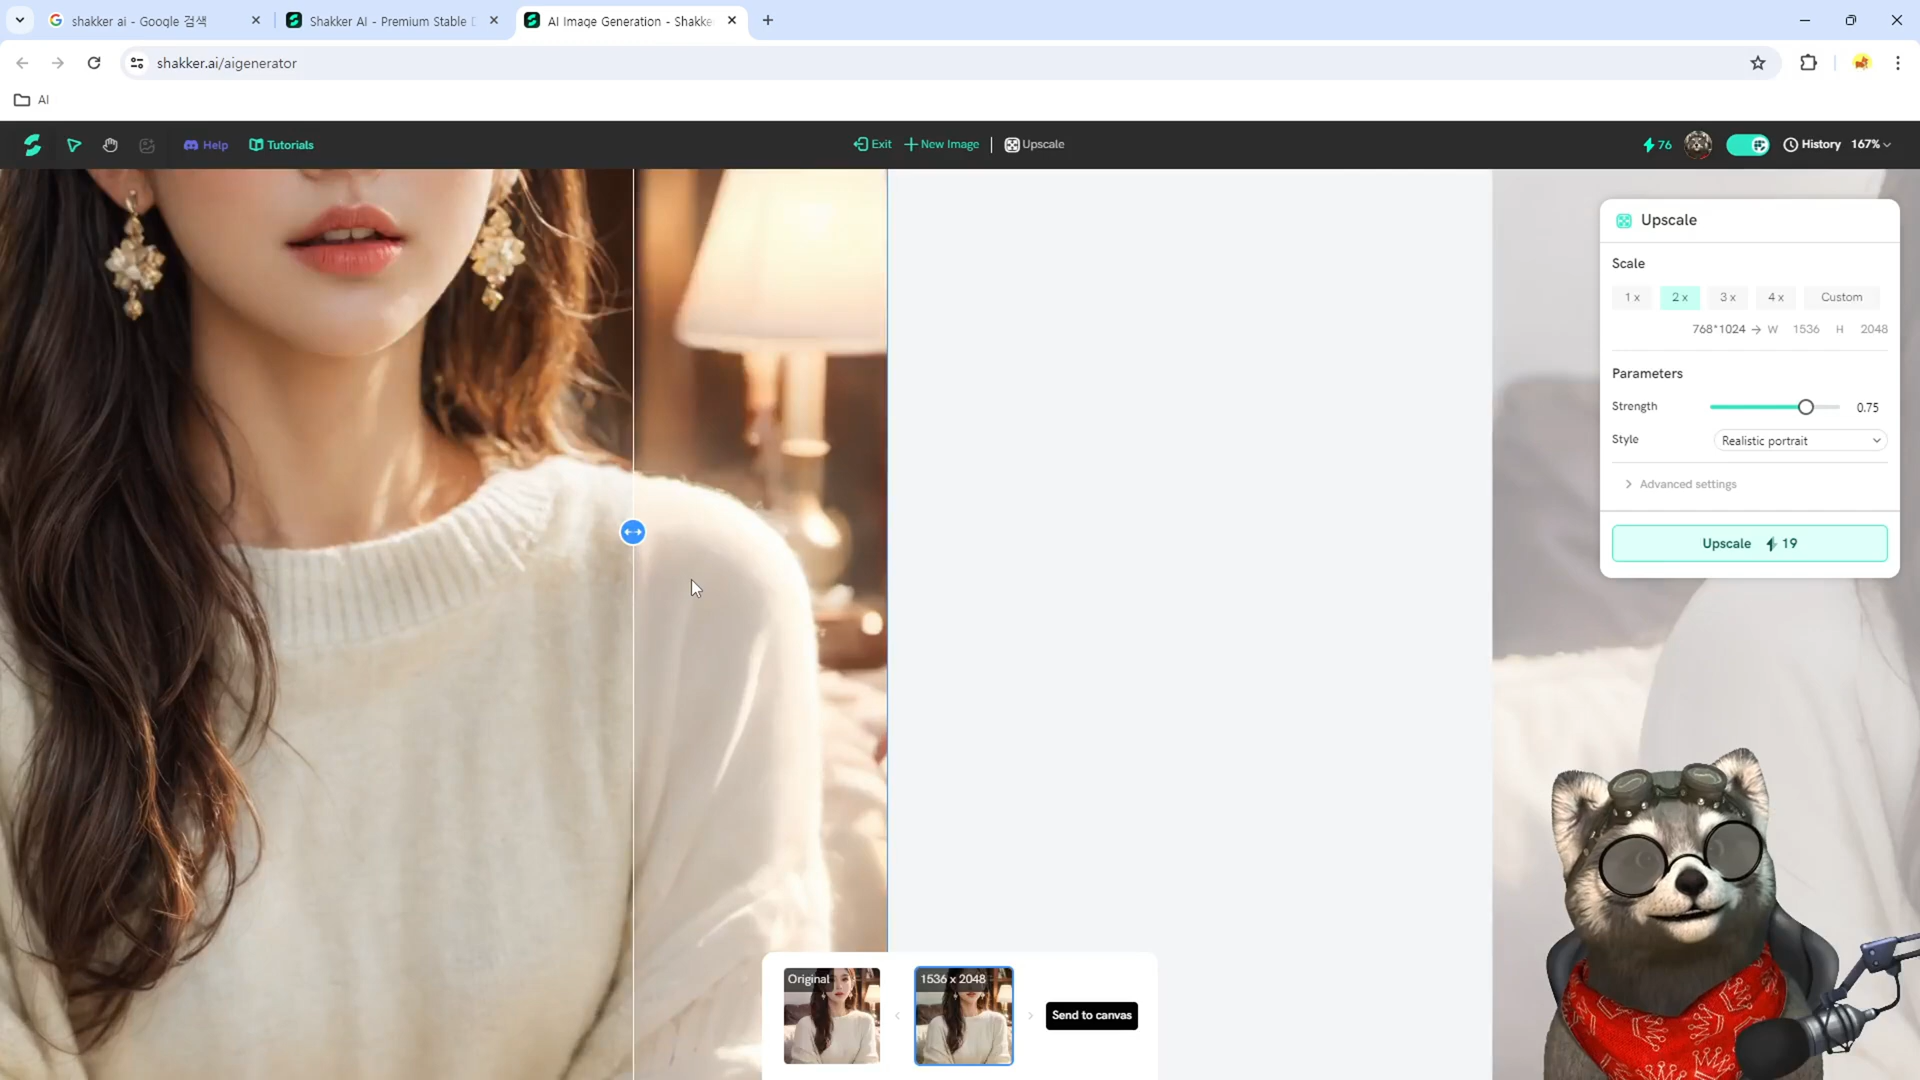 shakker ai - Google 검색
Shakker AI - Premium Stable D
AI Image Generation - Shakke
shakker.ai/aigenerator
AI
Help
Tutorials
Exit
New Image
Upscale
76
History
167%
Upscale
Scale
1 x
2 x
3 x
4 x
Custom
768*1024 → W 1536 H 2048
Parameters
Strength
0.75
Style
Realistic portrait
Advanced settings
Upscale 19
Original
1536 x 2048
Send to canvas